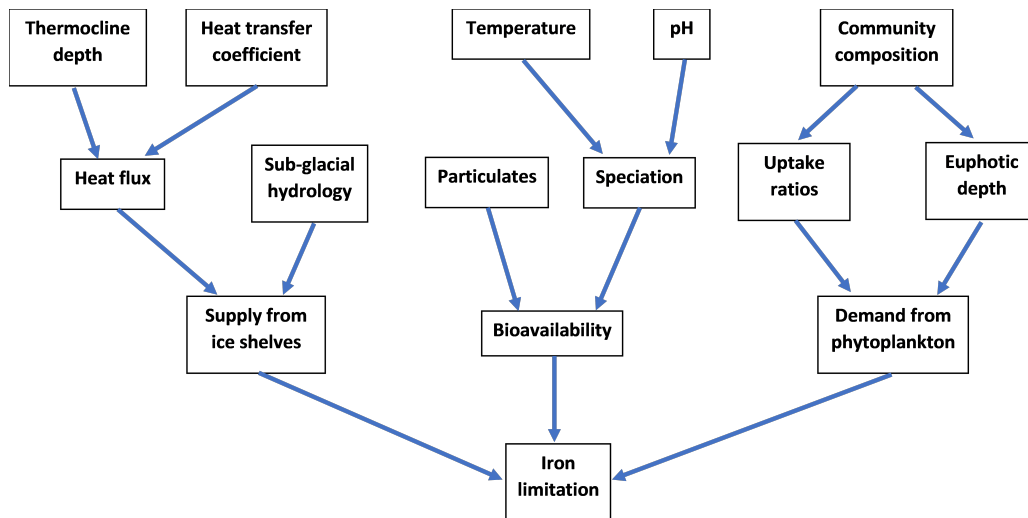 Thermocline
depth
Heat transfer
coefficient
Temperature
pH
Community
composition
Heat flux
Sub-glacial
hydrology
Particulates
Speciation
Uptake
ratios
Euphotic
depth
Supply from
ice shelves
Bioavailability
Demand from
phytoplankton
Iron
limitation